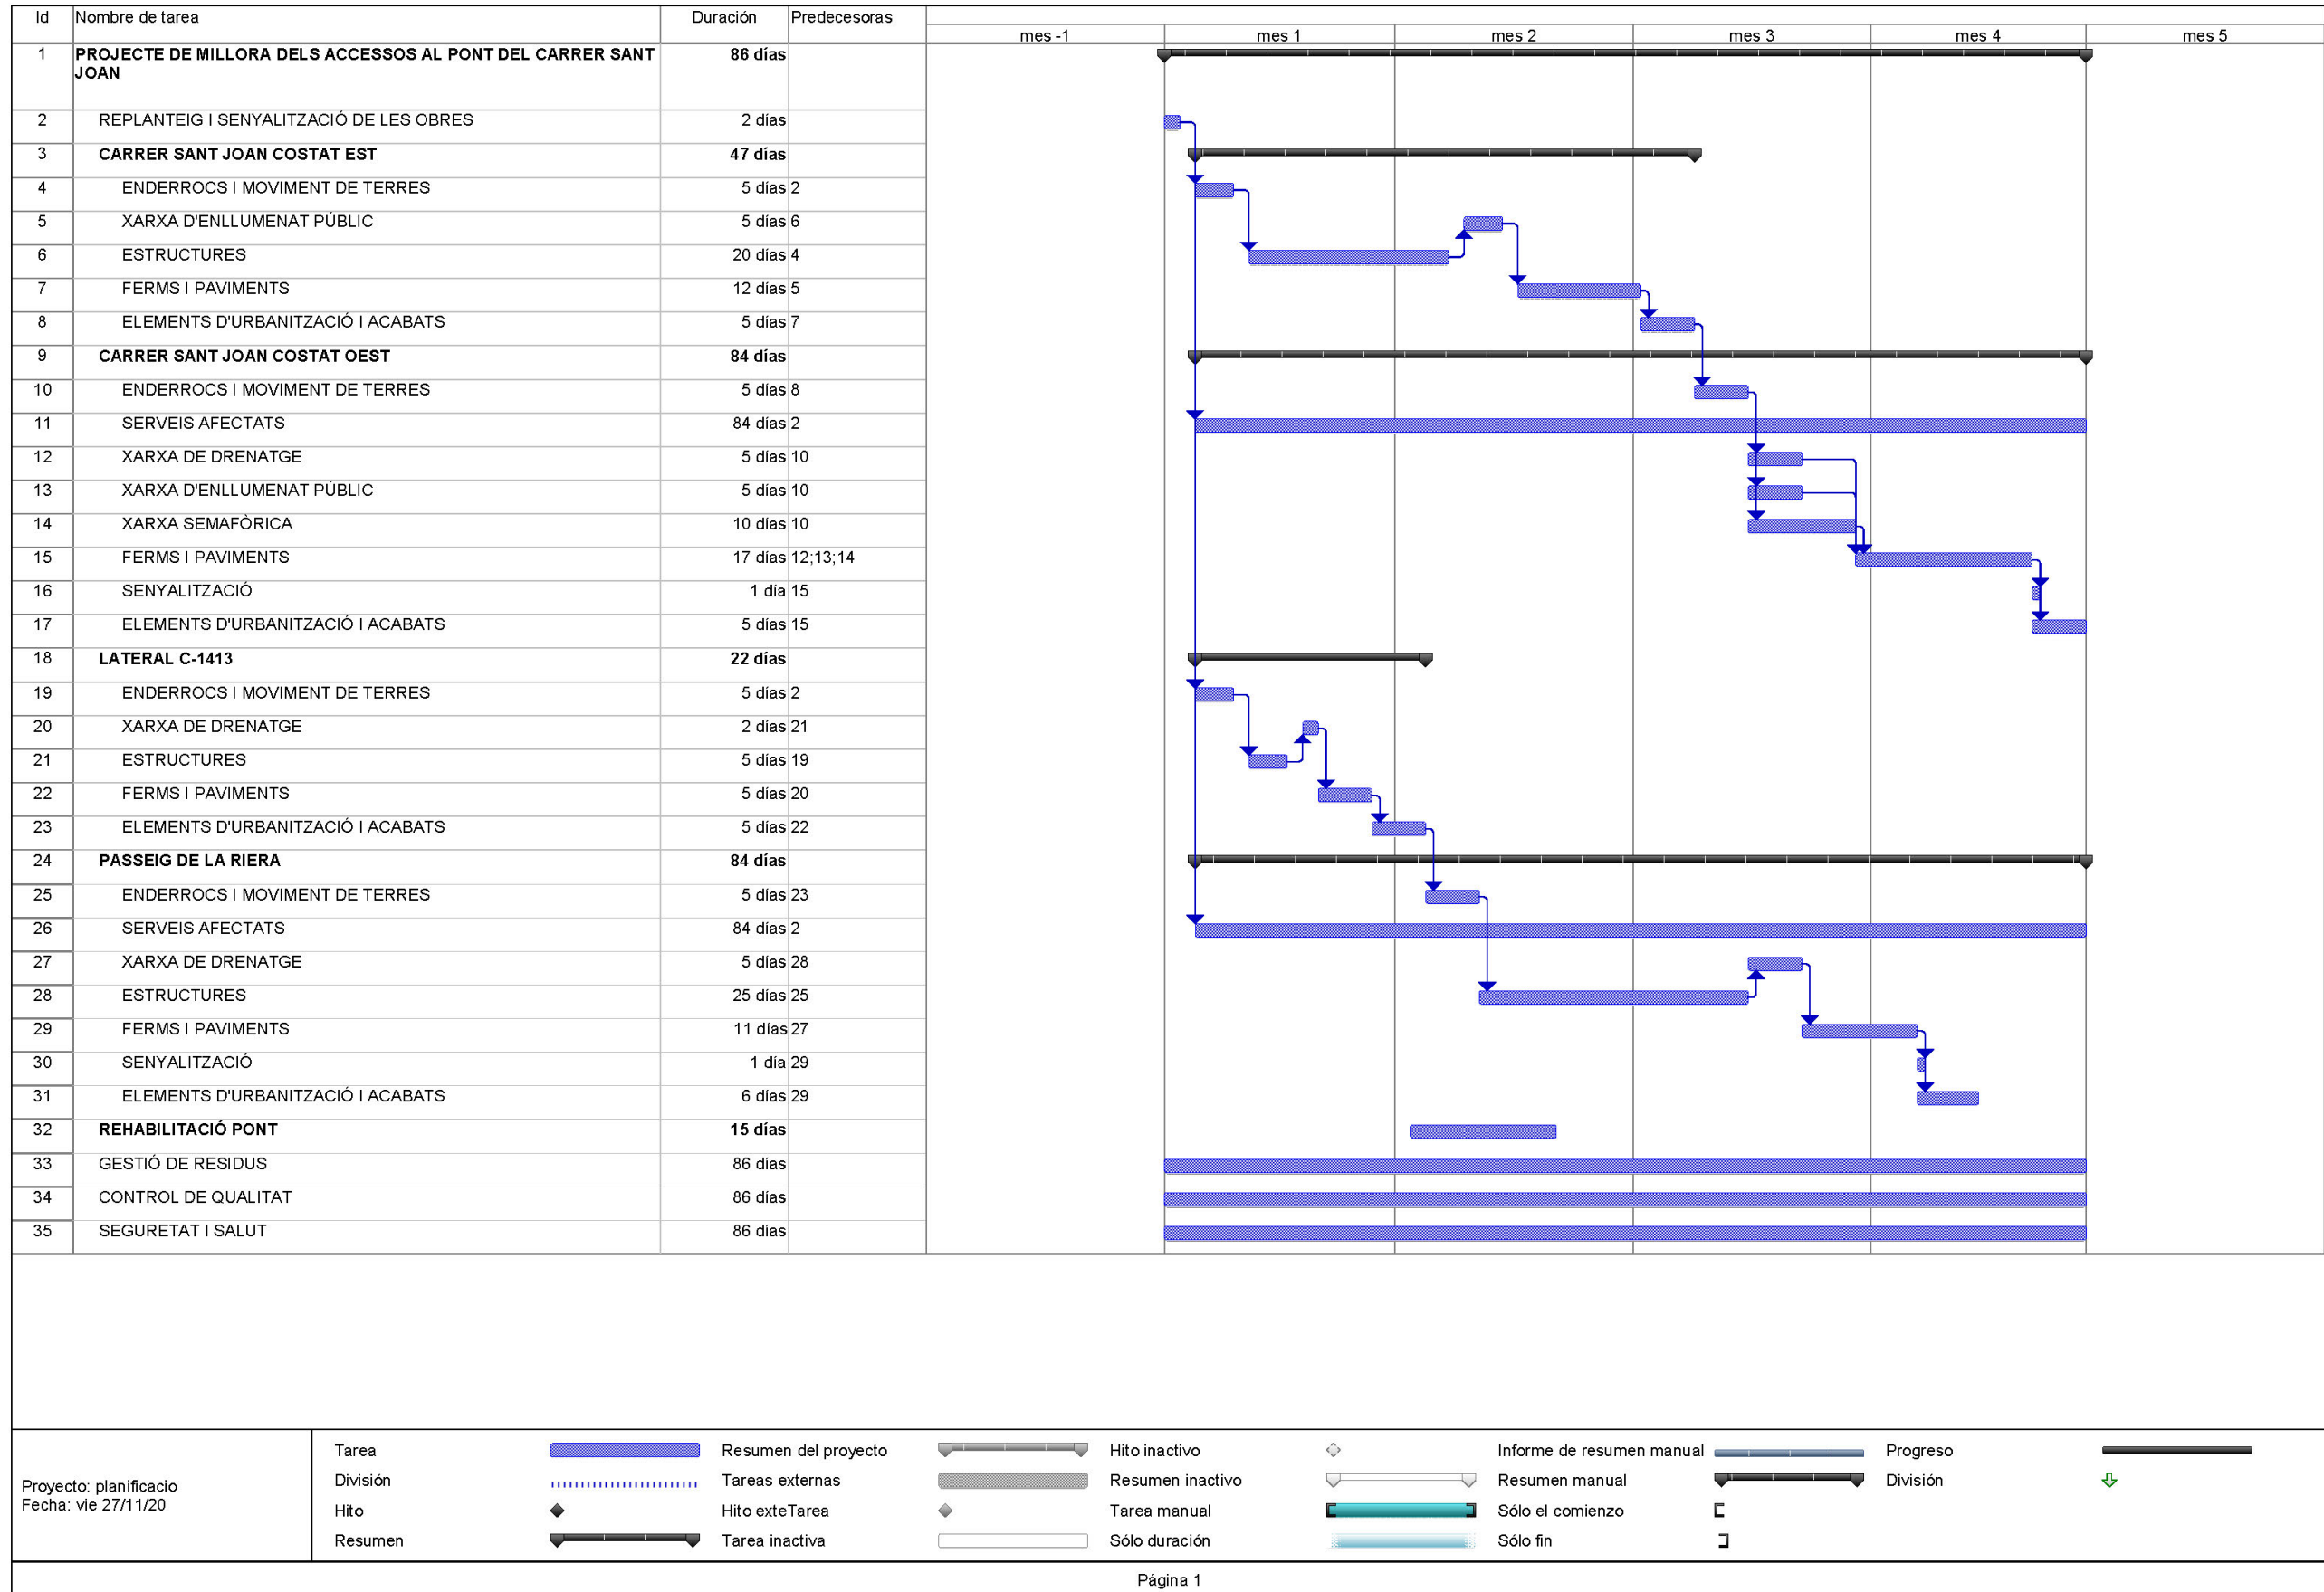 Id Nombre de tarea Duración Predecesoras
mes -1 mes 1 mes 2 mes 3 mes 4 mes 5
1 PROJECTE DE MILLORA DELS ACCESSOS AL PONT DEL CARRER SANT 86 días
JOAN
2 REPLANTEIG I SENYALITZACIÓ DE LES OBRES 2 días
3 CARRER SANT JOAN COSTAT EST 47 días
4 ENDERROCS I MOVIMENT DE TERRES 5 días 2
5 XARXA D'ENLLUMENAT PÚBLIC 5 días 6
6 ESTRUCTURES 20 días 4
7 FERMS I PAVIMENTS 12 días 5
8 ELEMENTS D'URBANITZACIÓ I ACABATS 5 días 7
9 CARRER SANT JOAN COSTAT OEST 84 días
10 ENDERROCS I MOVIMENT DE TERRES 5 días 8
11 SERVEIS AFECTATS 84 días 2
12 XARXA DE DRENATGE 5 días 10
13 XARXA D'ENLLUMENAT PÚBLIC 5 días 10
14 XARXA SEMAFÒRICA 10 días 10
15 FERMS I PAVIMENTS 17 días 12;13;14
16 SENYALITZACIÓ 1 día 15
17 ELEMENTS D'URBANITZACIÓ I ACABATS 5 días 15
18 LATERAL C-1413 22 días
19 ENDERROCS I MOVIMENT DE TERRES 5 días 2
20 XARXA DE DRENATGE 2 días 21
21 ESTRUCTURES 5 días 19
22 FERMS I PAVIMENTS 5 días 20
23 ELEMENTS D'URBANITZACIÓ I ACABATS 5 días 22
24 PASSEIG DE LA RIERA 84 días
25 ENDERROCS I MOVIMENT DE TERRES 5 días 23
26 SERVEIS AFECTATS 84 días 2
27 XARXA DE DRENATGE 5 días 28
28 ESTRUCTURES 25 días 25
29 FERMS I PAVIMENTS 11 días 27
30 SENYALITZACIÓ 1 día 29
31 ELEMENTS D'URBANITZACIÓ I ACABATS 6 días 29
32 REHABILITACIÓ PONT 15 días
33 GESTIÓ DE RESIDUS 86 días
34 CONTROL DE QUALITAT 86 días
35 SEGURETAT I SALUT 86 días
Proyecto: planificacio
Fecha: vie 27/11/20
Tarea Resumen del proyecto Hito inactivo Informe de resumen manual Progreso
División Tareas externas Resumen inactivo Resumen manual División
Hito Hito exteTarea Tarea manual Sólo el comienzo
Resumen Tarea inactiva Sólo duración Sólo fin
Página 1